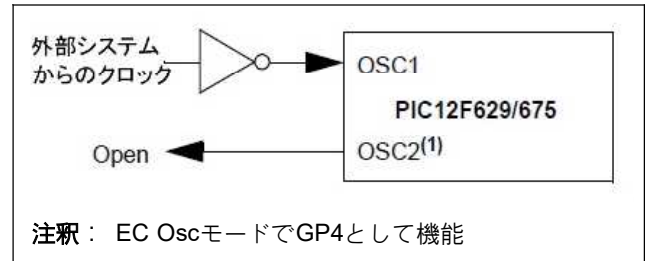 外部システム
からのクロック
OSC1
PIC12F629/675
Open
OSC2(1)
注釈： EC OscモードでGP4として機能